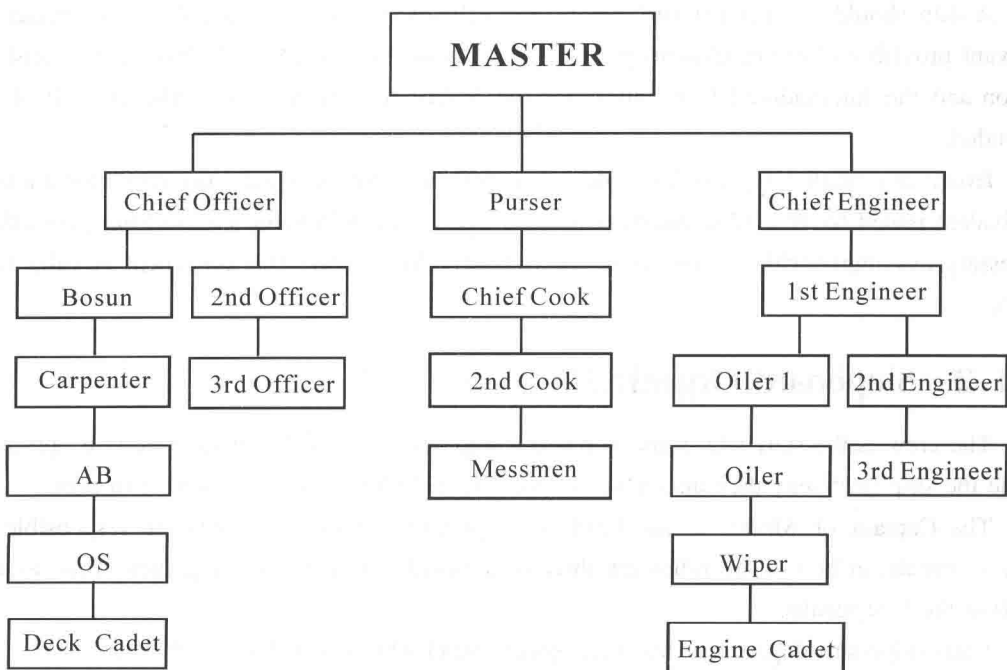 MASTER
Chief Officer
Purser
Chief Engineer
Bosun
2nd Officer
Chief Cook
1st Engineer
Carpenter
3rd Officer
2nd Cook
Oiler 1
2nd Engineer
AB
Messmen
Oiler
3rd Engineer
OS
Wiper
Deck Cadet
Engine Cadet